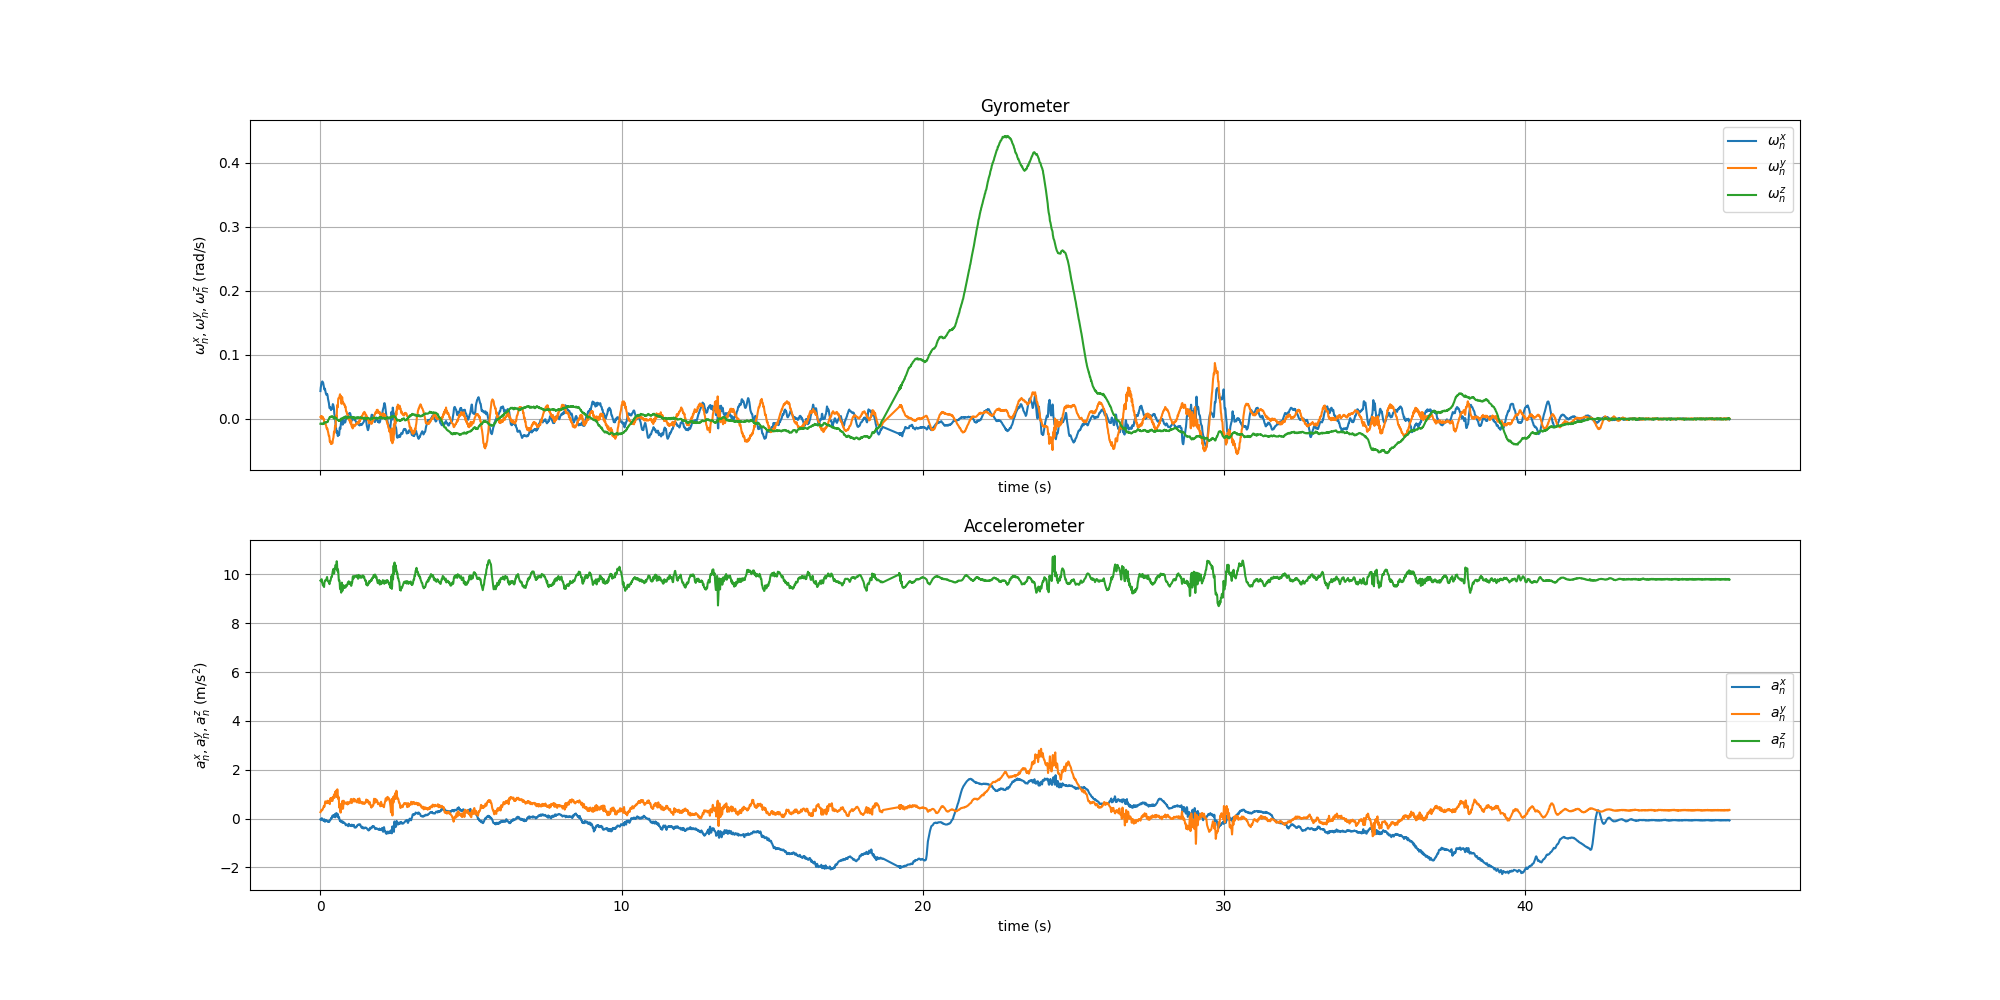 Gyrometer
ω_n^x, ω_n^y, ω_n^z (rad/s)
0.4
0.3
0.2
0.1
0.0
ω_n^x
ω_n^y
ω_n^z
time (s)
Accelerometer
a_n^x, a_n^y, a_n^z (m/s²)
10
8
6
4
2
0
−2
a_n^x
a_n^y
a_n^z
0 10 20 30 40
time (s)